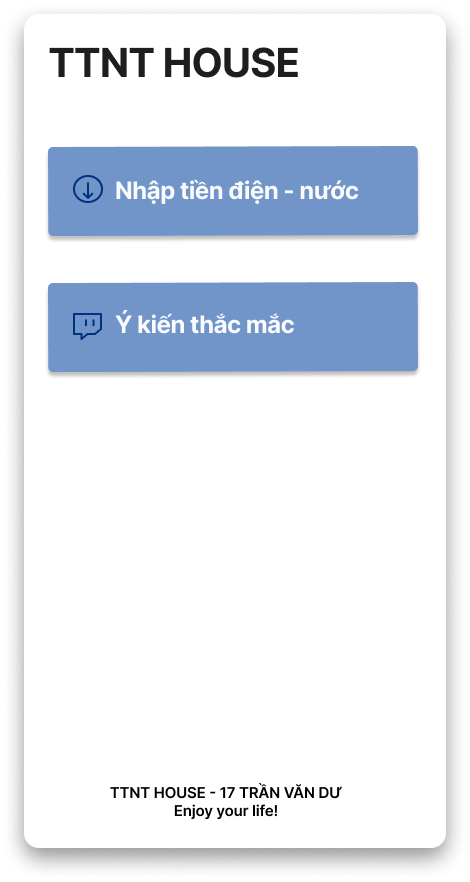 TTNT HOUSE
Nhập tiền điện - nước
Ý kiến thắc mắc
TTNT HOUSE - 17 TRẦN VĂN DƯ
Enjoy your life!